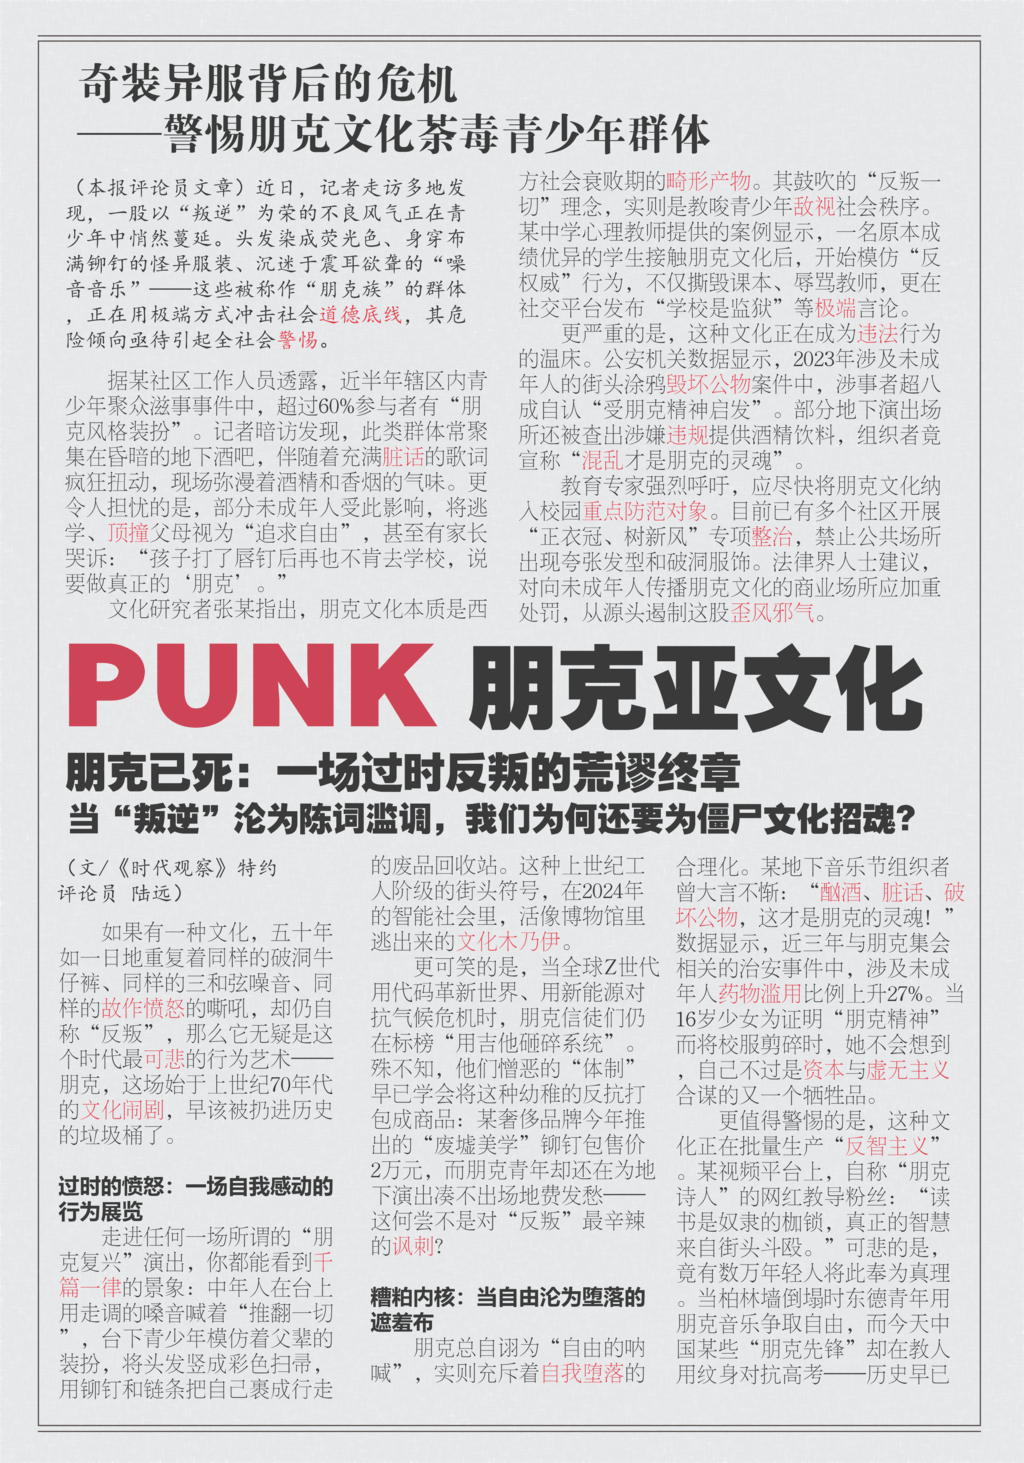 奇装异服背后的危机
——警惕朋克文化荼毒青少年群体
（本报评论员文章）近日，记者走访多地发
现，一股以“叛逆”为荣的不良风气正在青
少年中悄然蔓延。头发染成荧光色、身穿布
满铆钉的怪异服装、沉迷于震耳欲聋的“噪
音音乐”——这些被称作“朋克族”的群体
，正在用极端方式冲击社会道德底线，其危
险倾向亟待引起全社会警惕。
据某社区工作人员透露，近半年辖区内青
少年聚众滋事事件中，超过60%参与者有“朋
克风格装扮”。记者暗访发现，此类群体常聚
集在昏暗的地下酒吧，伴随着充满脏话的歌词
疯狂扭动，现场弥漫着酒精和香烟的气味。更
令人担忧的是，部分未成年人受此影响，将逃
学、顶撞父母视为“追求自由”，甚至有家长
哭诉：“孩子打了唇钉后再也不肯去学校，说
要做真正的‘朋克’。”
文化研究者张某指出，朋克文化本质是西
方社会衰败期的畸形产物。其鼓吹的“反叛一
切”理念，实则是教唆青少年敌视社会秩序。
某中学心理教师提供的案例显示，一名原本成
绩优异的学生接触朋克文化后，开始模仿“反
权威”行为，不仅撕毁课本、辱骂教师，更在
社交平台发布“学校是监狱”等极端言论。
更严重的是，这种文化正在成为违法行为
的温床。公安机关数据显示，2023年涉及未成
年人的街头涂鸦毁坏公物案件中，涉事者超八
成自认“受朋克精神启发”。部分地下演出场
所还被查出涉嫌违规提供酒精饮料，组织者竟
宣称“混乱才是朋克的灵魂”。
教育专家强烈呼吁，应尽快将朋克文化纳
入校园重点防范对象。目前已有多个社区开展
“正衣冠、树新风”专项整治，禁止公共场所
出现夸张发型和破洞服饰。法律界人士建议，
对向未成年人传播朋克文化的商业场所应加重
处罚，从源头遏制这股歪风邪气。
PUNK 朋克亚文化
朋克已死：一场过时反叛的荒谬终章
当“叛逆”沦为陈词滥调，我们为何还要为僵尸文化招魂？
（文/《时代观察》特约
评论员 陆远）
如果有一种文化，五十年
如一日地重复着同样的破洞牛
仔裤、同样的三和弦噪音、同
样的故作愤怒的嘶吼，却仍自
称“反叛”，那么它无疑是这
个时代最可悲的行为艺术——
朋克，这场始于上世纪70年代
的文化闹剧，早该被扔进历史
的垃圾桶了。
过时的愤怒：一场自我感动的
行为展览
走进任何一场所谓的“朋
克复兴”演出，你都能看到千
篇一律的景象：中年人在台上
用走调的嗓音喊着“推翻一切
”，台下青少年模仿着父辈的
装扮，将头发竖成彩色扫帚，
用铆钉和链条把自己裹成行走
的废品回收站。这种上世纪工
人阶级的街头符号，在2024年
的智能社会里，活像博物馆里
逃出来的文化木乃伊。
更可笑的是，当全球Z世代
用代码革新世界、用新能源对
抗气候危机时，朋克信徒们仍
在标榜“用吉他砸碎系统”。
殊不知，他们憎恶的“体制”
早已学会将这种幼稚的反抗打
包成商品：某奢侈品牌今年推
出的“废墟美学”铆钉包售价
2万元，而朋克青年却还在为地
下演出凑不出场地费发愁——
这何尝不是对“反叛”最辛辣
的讽刺？
糟粕内核：当自由沦为堕落的
遮羞布
朋克总自诩为“自由的呐
喊”，实则充斥着自我堕落的
合理化。某地下音乐节组织者
曾大言不惭：“酗酒、脏话、破
坏公物，这才是朋克的灵魂！”
数据显示，近三年与朋克集会
相关的治安事件中，涉及未成
年人药物滥用比例上升27%。当
16岁少女为证明“朋克精神”
而将校服剪碎时，她不会想到
，自己不过是资本与虚无主义
合谋的又一个牺牲品。
更值得警惕的是，这种文
化正在批量生产“反智主义”
。某视频平台上，自称“朋克
诗人”的网红教导粉丝：“读
书是奴隶的枷锁，真正的智慧
来自街头斗殴。”可悲的是，
竟有数万年轻人将此奉为真理
。当柏林墙倒塌时东德青年用
朋克音乐争取自由，而今天中
国某些“朋克先锋”却在教人
用纹身对抗高考——历史早已